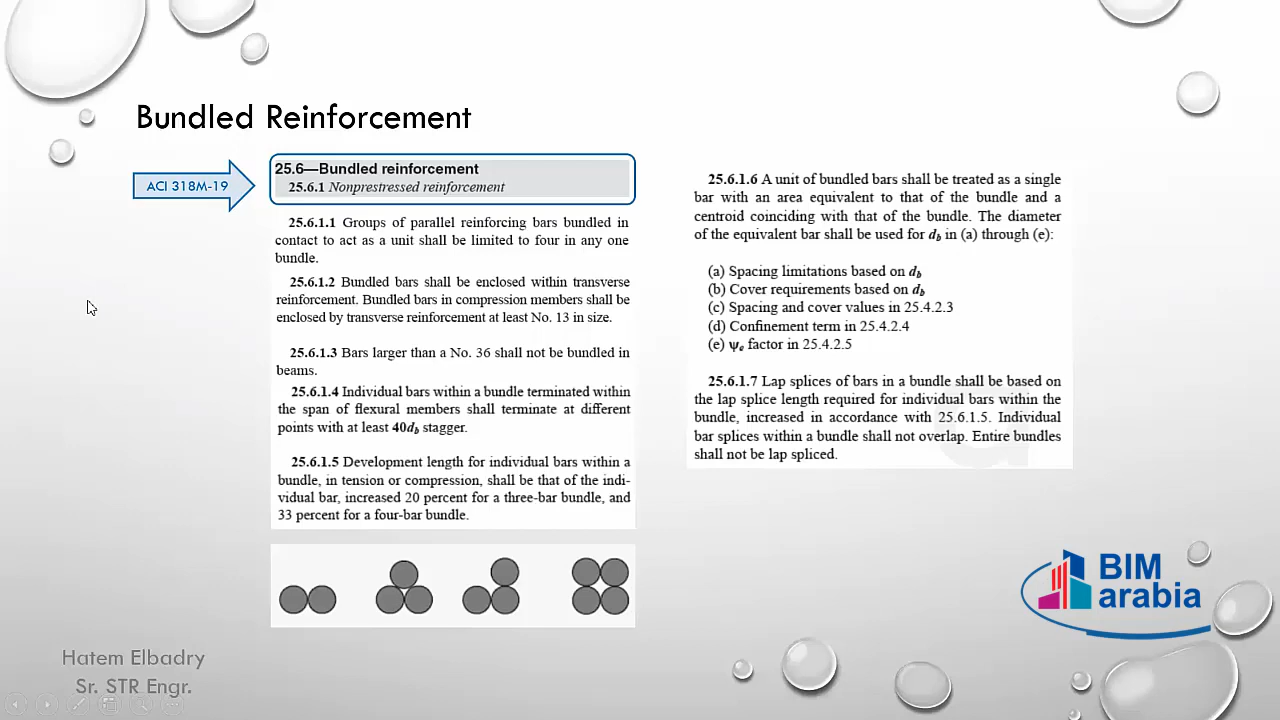 Bundled Reinforcement
ACI 318M-19
25.6—Bundled reinforcement
25.6.1 Nonprestressed reinforcement
25.6.1.1 Groups of parallel reinforcing bars bundled in
contact to act as a unit shall be limited to four in any one
bundle.
25.6.1.2 Bundled bars shall be enclosed within transverse
reinforcement. Bundled bars in compression members shall be
enclosed by transverse reinforcement at least No. 13 in size.
25.6.1.3 Bars larger than a No. 36 shall not be bundled in
beams.
25.6.1.4 Individual bars within a bundle terminated within
the span of flexural members shall terminate at different
points with at least 40db stagger.
25.6.1.5 Development length for individual bars within a
bundle, in tension or compression, shall be that of the indi-
vidual bar, increased 20 percent for a three-bar bundle, and
33 percent for a four-bar bundle.
25.6.1.6 A unit of bundled bars shall be treated as a single
bar with an area equivalent to that of the bundle and a
centroid coinciding with that of the bundle. The diameter
of the equivalent bar shall be used for db in (a) through (e):
(a) Spacing limitations based on db
(b) Cover requirements based on db
(c) Spacing and cover values in 25.4.2.3
(d) Confinement term in 25.4.2.4
(e) ψe factor in 25.4.2.5
25.6.1.7 Lap splices of bars in a bundle shall be based on
the lap splice length required for individual bars within the
bundle, increased in accordance with 25.6.1.5. Individual
bar splices within a bundle shall not overlap. Entire bundles
shall not be lap spliced.
BIM
arabia
Hatem Elbadry
Sr. STR Engr.